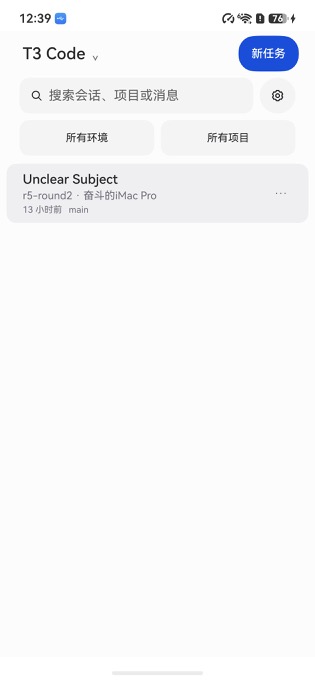 12:39 76
T3 Code
新任务
搜索会话、项目或消息
所有环境 所有项目
Unclear Subject
r5-round2 · 奋斗的iMac Pro
13 小时前 main